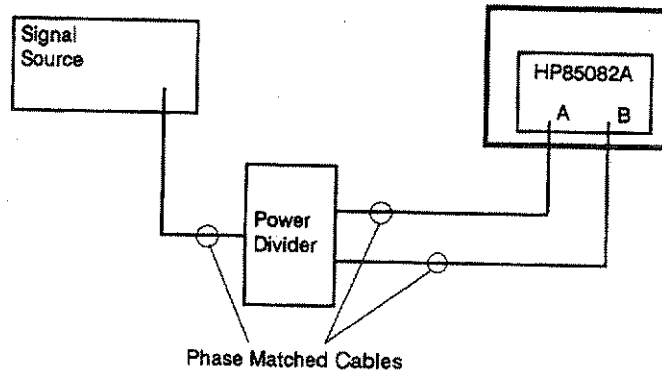 Signal
Source
HP85082A
A B
Power
Divider
Phase Matched Cables